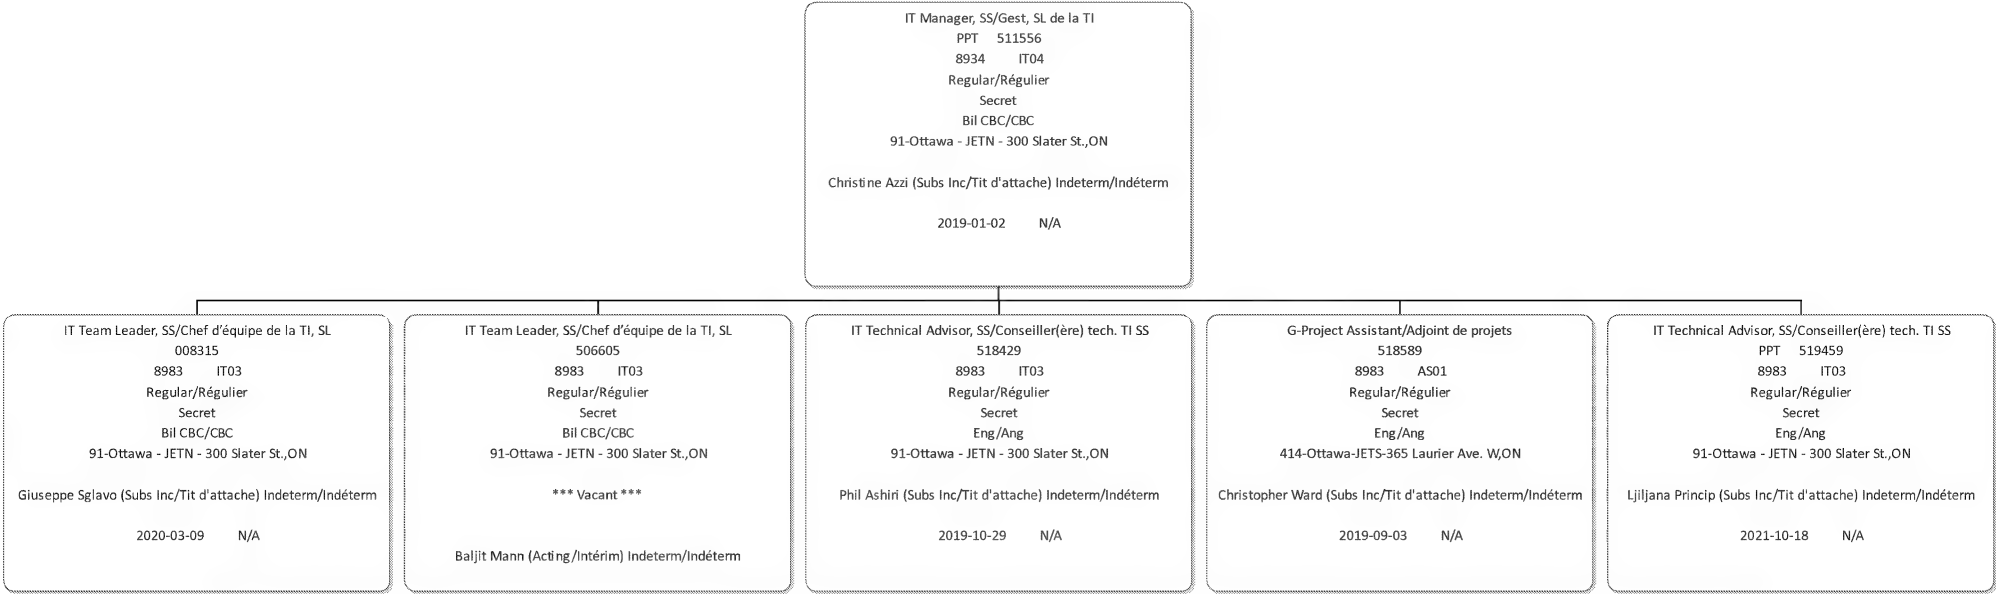 IT Manager, SS/Gest, SL de la TI
PPT 511556
8934 IT04
Regular/Régulier
Secret
Bil CBC/CBC
91-Ottawa - JETN - 300 Slater St.,ON
Christine Azzi (Subs Inc/Tit d'attache) Indeterm/Indéterm
2019-01-02 N/A
IT Team Leader, SS/Chef d’équipe de la TI, SL
008315
8983 IT03
Regular/Régulier
Secret
Bil CBC/CBC
91-Ottawa - JETN - 300 Slater St.,ON
Giuseppe Sglavo (Subs Inc/Tit d'attache) Indeterm/Indéterm
2020-03-09 N/A
IT Team Leader, SS/Chef d’équipe de la TI, SL
506605
8983 IT03
Regular/Régulier
Secret
Bil CBC/CBC
91-Ottawa - JETN - 300 Slater St.,ON
*** Vacant ***
Baljit Mann (Acting/Intérim) Indeterm/Indéterm
IT Technical Advisor, SS/Conseiller(ère) tech. TI SS
518429
8983 IT03
Regular/Régulier
Secret
Eng/Ang
91-Ottawa - JETN - 300 Slater St.,ON
Phil Ashiri (Subs Inc/Tit d'attache) Indeterm/Indéterm
2019-10-29 N/A
G-Project Assistant/Adjoint de projets
518589
8983 AS01
Regular/Régulier
Secret
Eng/Ang
414-Ottawa-JETS-365 Laurier Ave. W,ON
Christopher Ward (Subs Inc/Tit d'attache) Indeterm/Indéterm
2019-09-03 N/A
IT Technical Advisor, SS/Conseiller(ère) tech. TI SS
PPT 519459
8983 IT03
Regular/Régulier
Secret
Eng/Ang
91-Ottawa - JETN - 300 Slater St.,ON
Ljiljana Princip (Subs Inc/Tit d'attache) Indeterm/Indéterm
2021-10-18 N/A